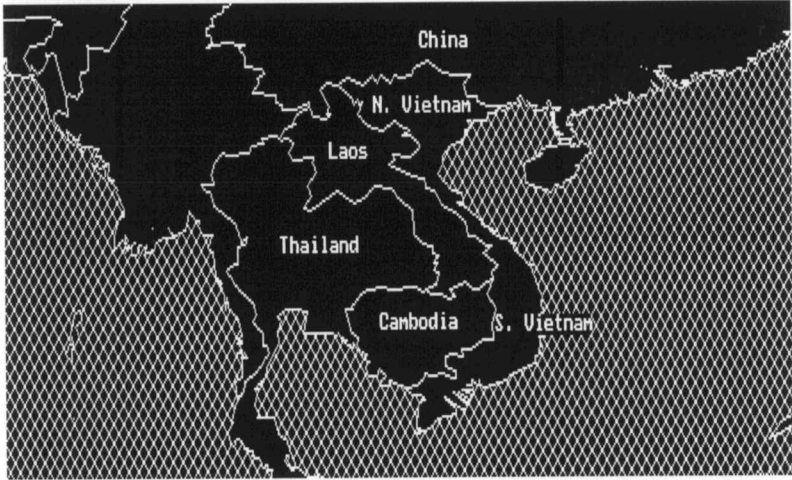 China
N. Vietnam
Laos
Thailand
Cambodia
S. Vietnam